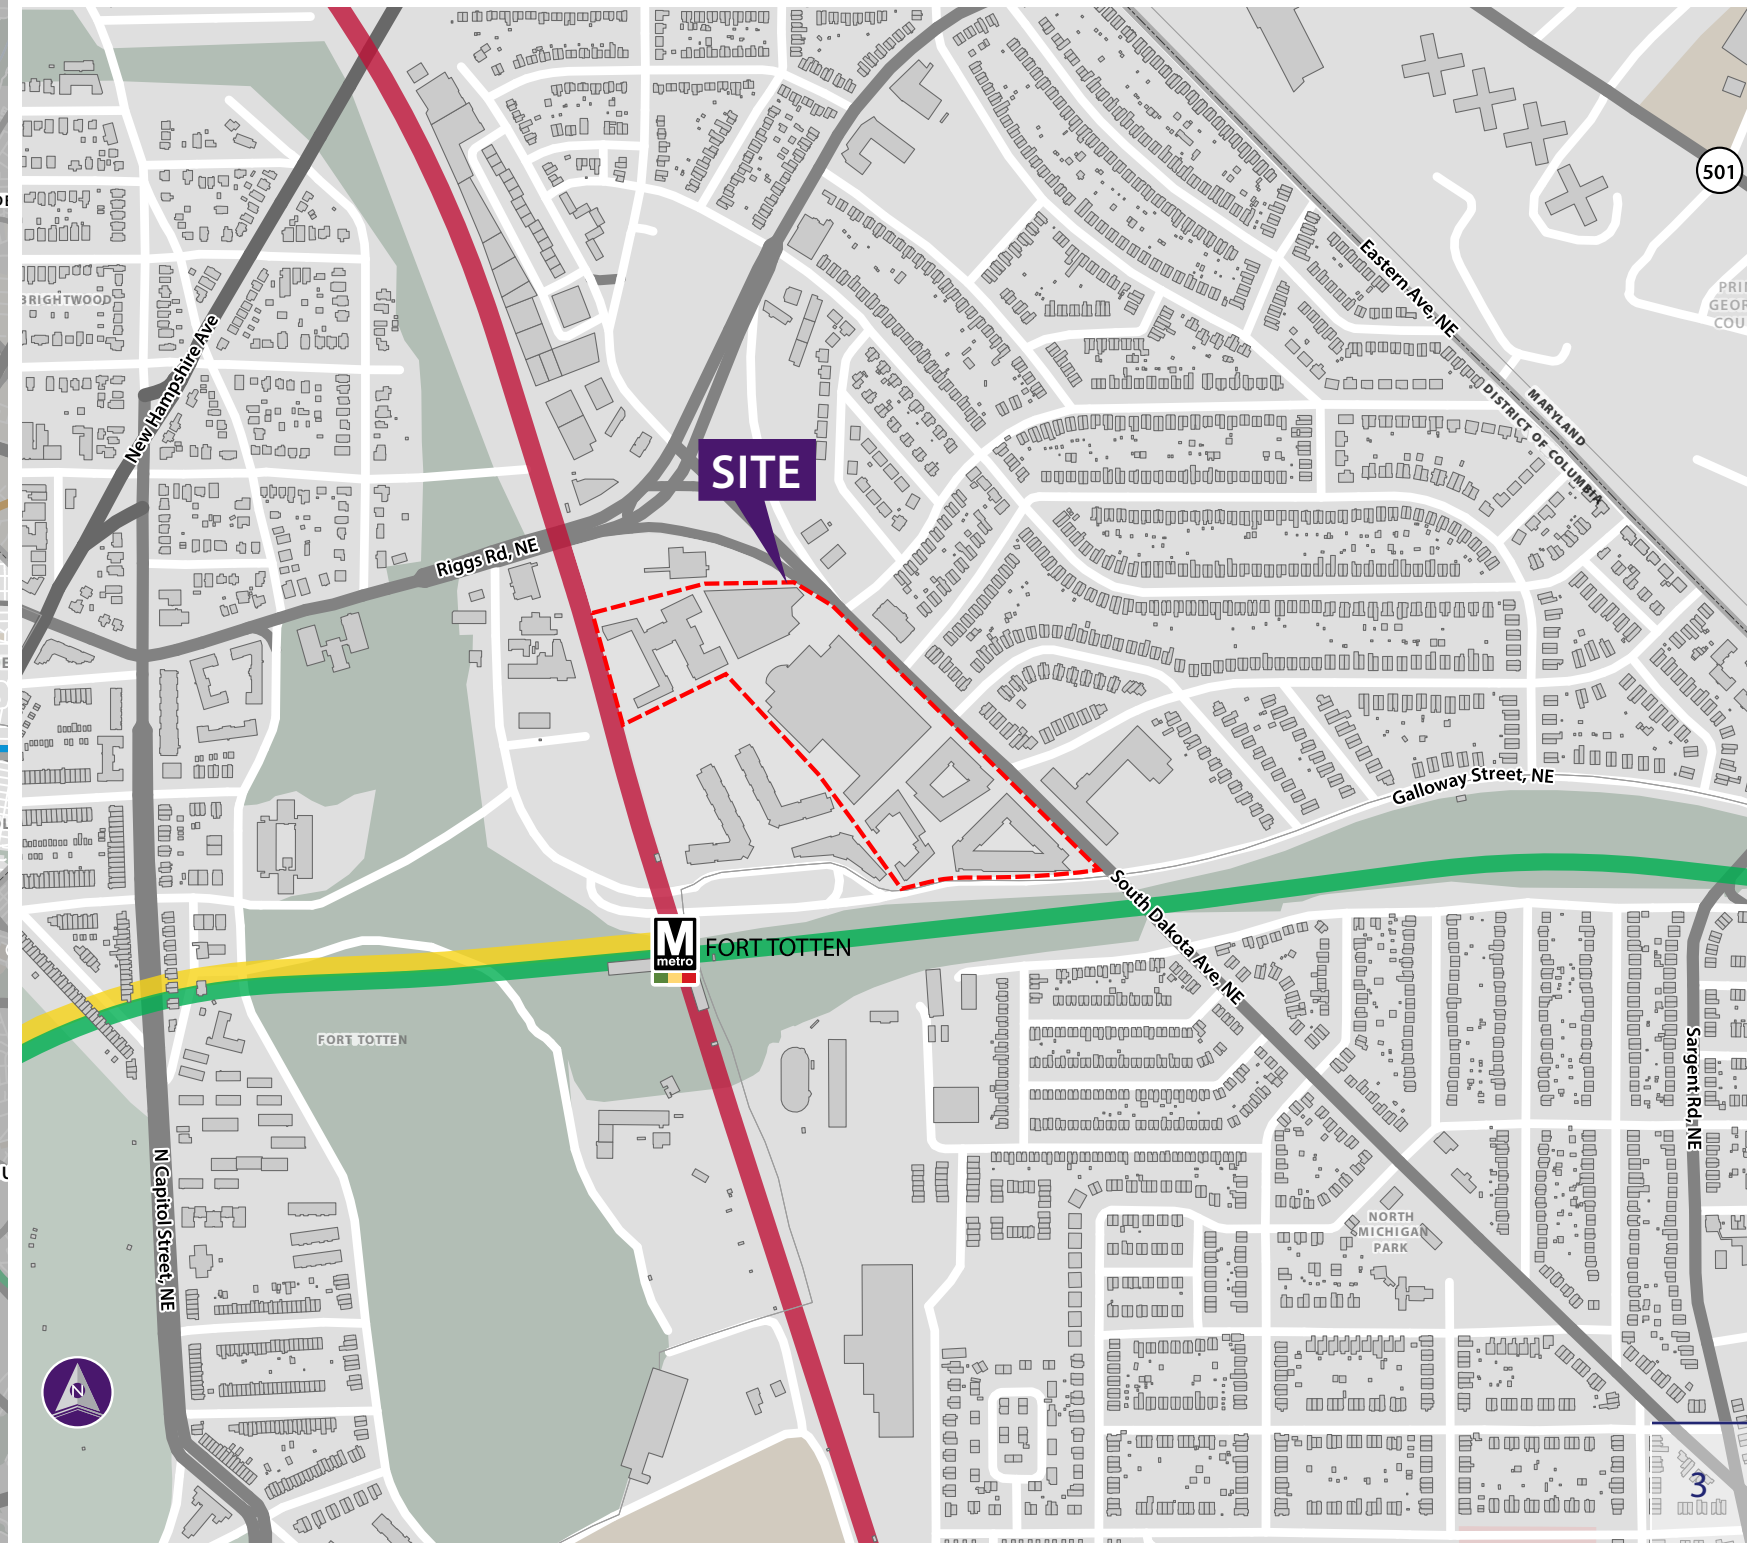 501
Eastern Ave, NE
BRIGHTWOOD
New Hampshire Ave
MARYLAND
DISTRICT OF COLUMBIA
SITE
Riggs Rd, NE
Galloway Street, NE
South Dakota Ave, NE
M
metro
FORT TOTTEN
FORT TOTTEN
Sargent Rd, NE
N Capitol Street, NE
NORTH
MICHIGAN
PARK
N
3